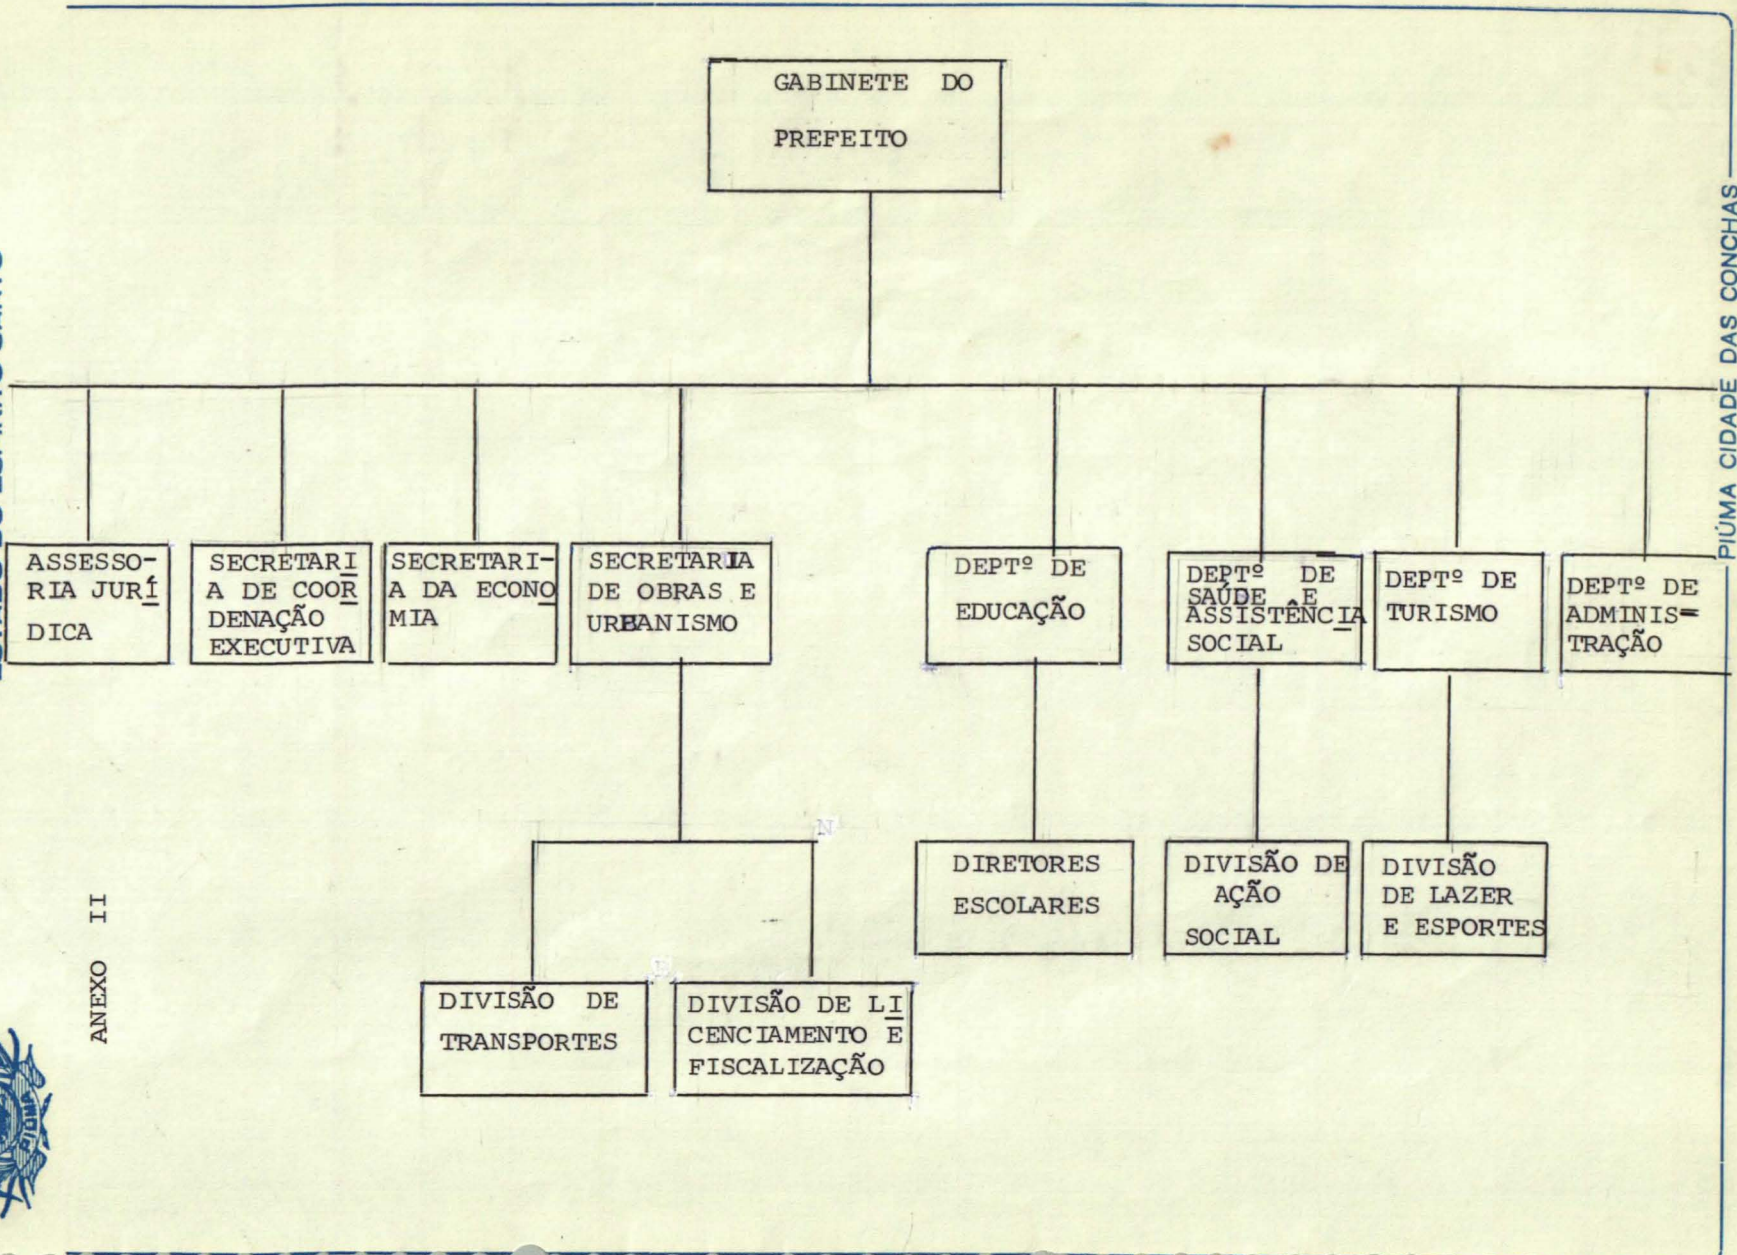 GABINETE DO
PREFEITO
ASSESSO-
RIA JURÍ
DICA
SECRETARI
A DE COOR
DENAÇÃO
EXECUTIVA
SECRETARI-
A DA ECONO
MIA
SECRETARIA
DE OBRAS E
URBANISMO
DEPTº DE
EDUCAÇÃO
DEPTº DE
SAÚDE E
ASSISTÊNCIA
SOCIAL
DEPTº DE
TURISMO
DEPTº DE
ADMINIS=
TRAÇÃO
DIVISÃO DE
TRANSPORTES
DIVISÃO DE LI
CENCIAMENTO E
FISCALIZAÇÃO
DIRETORES
ESCOLARES
DIVISÃO DE
AÇÃO
SOCIAL
DIVISÃO
DE LAZER
E ESPORTES
N
E
ANEXO II
PIÚMA CIDADE DAS CONCHAS
PIÚMA